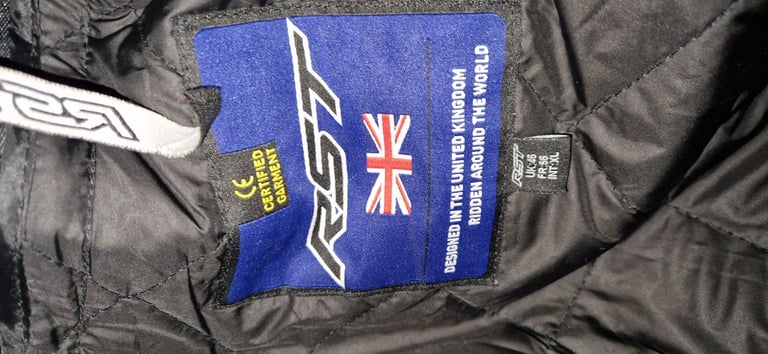 RST
CE
CERTIFIED
GARMENT
RST
DESIGNED IN THE UNITED KINGDOM
RIDDEN AROUND THE WORLD
RST
UK:46
FR:56
INT:XL